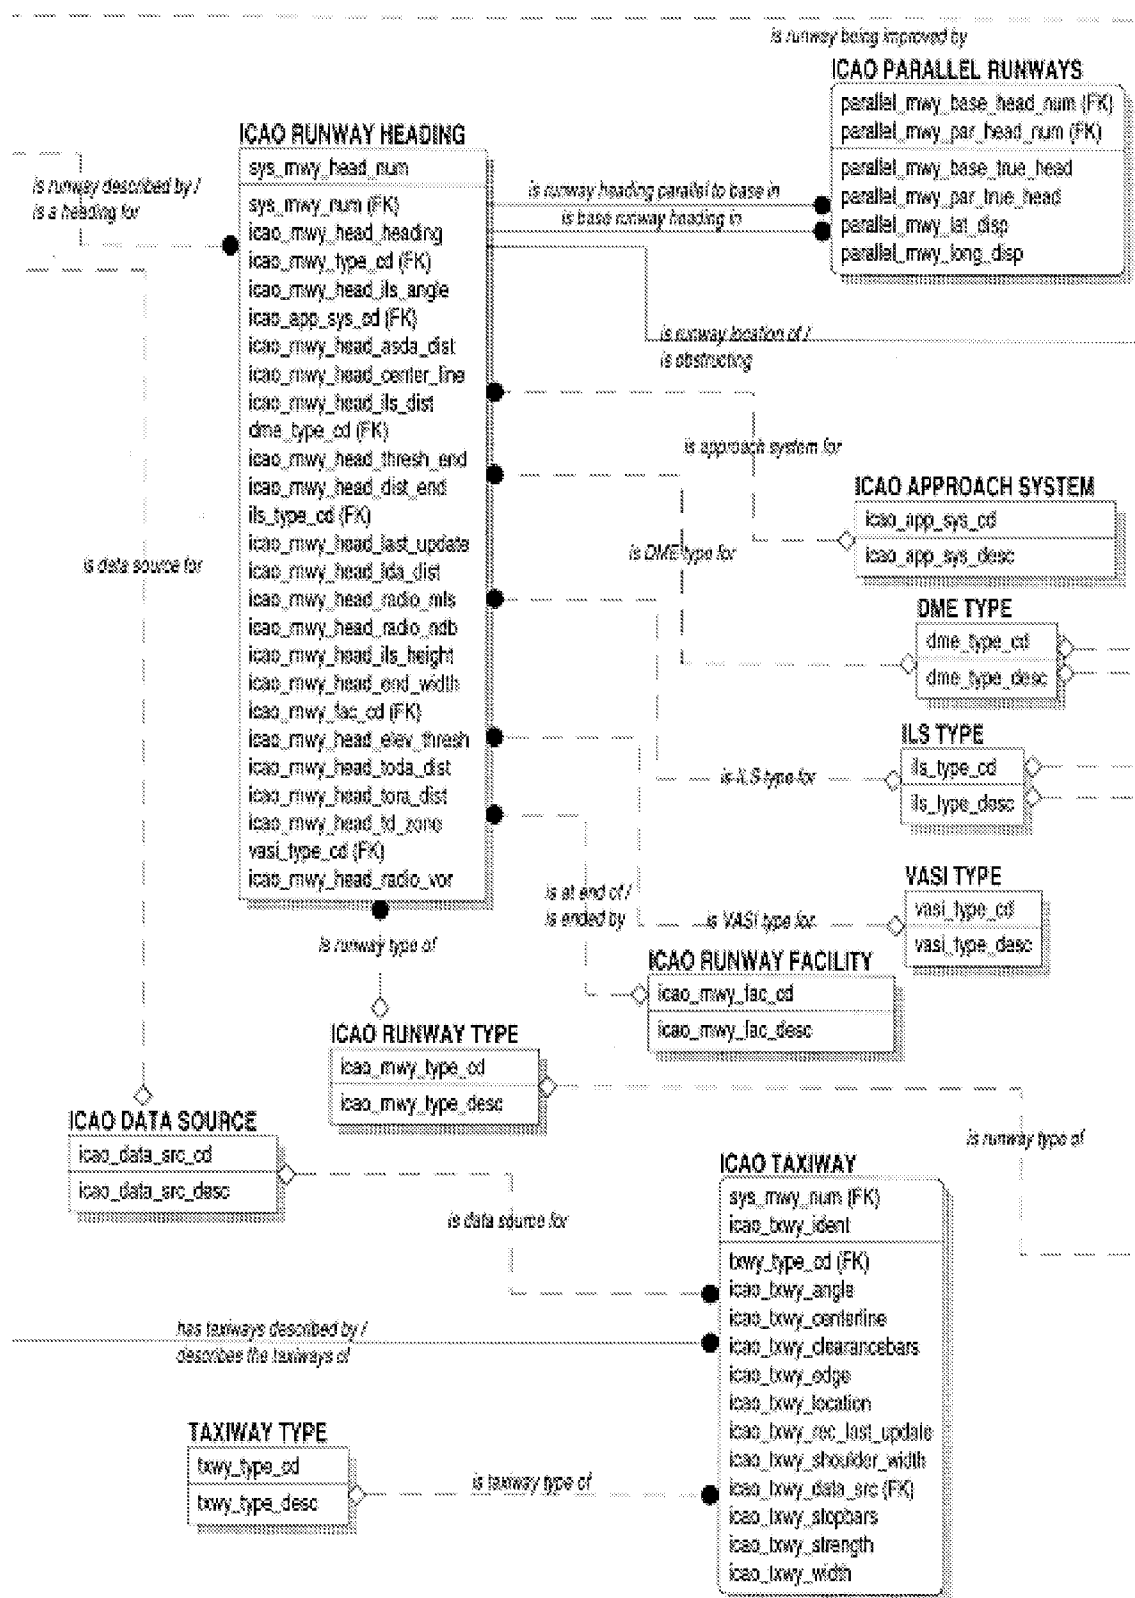 is runway being improved by
ICAO PARALLEL RUNWAYS
parallel_rnwy_base_head_num (FK)
parallel_rnwy_par_head_num (FK)
parallel_rnwy_base_true_head
parallel_rnwy_par_true_head
parallel_rnwy_lat_disp
parallel_rnwy_long_disp
ICAO RUNWAY HEADING
sys_rnwy_head_num
sys_rnwy_num (FK)
icao_rnwy_head_heading
icao_rnwy_type_cd (FK)
icao_rnwy_head_ils_angle
icao_app_sys_cd (FK)
icao_rnwy_head_asda_dist
icao_rnwy_head_center_line
icao_rnwy_head_ils_dist
dme_type_cd (FK)
icao_rnwy_head_thresh_end
icao_rnwy_head_dist_end
ils_type_cd (FK)
icao_rnwy_head_last_update
icao_rnwy_head_lda_dist
icao_rnwy_head_radio_mls
icao_rnwy_head_radio_ndb
icao_rnwy_head_ils_height
icao_rnwy_head_end_width
icao_rnwy_fac_cd (FK)
icao_rnwy_head_elev_thresh
icao_rnwy_head_toda_dist
icao_rnwy_head_tora_dist
icao_rnwy_head_td_zone
vasi_type_cd (FK)
icao_rnwy_head_radio_vor
is runway described by /
is a heading for
is runway heading parallel to base in
is base runway heading in
is runway location of /
is obstructing
is approach system for
ICAO APPROACH SYSTEM
icao_app_sys_cd
icao_app_sys_desc
is DME type for
is data source for
DME TYPE
dme_type_cd
dme_type_desc
ILS TYPE
ils_type_cd
ils_type_desc
is ILS type for
VASI TYPE
vasi_type_cd
vasi_type_desc
is at end of /
is ended by
is VASI type for
is runway type of
ICAO RUNWAY FACILITY
icao_rnwy_fac_cd
icao_rnwy_fac_desc
ICAO RUNWAY TYPE
icao_rnwy_type_cd
icao_rnwy_type_desc
ICAO DATA SOURCE
icao_data_src_cd
icao_data_src_desc
is runway type of
is data source for
ICAO TAXIWAY
sys_rnwy_num (FK)
icao_txwy_ident
txwy_type_cd (FK)
icao_txwy_angle
icao_txwy_centerline
icao_txwy_clearancebars
icao_txwy_edge
icao_txwy_location
icao_txwy_rec_last_update
icao_txwy_shoulder_width
icao_txwy_data_src (FK)
icao_txwy_stopbars
icao_txwy_strength
icao_txwy_width
has taxiways described by /
describes the taxiways of
TAXIWAY TYPE
txwy_type_cd
txwy_type_desc
is taxiway type of